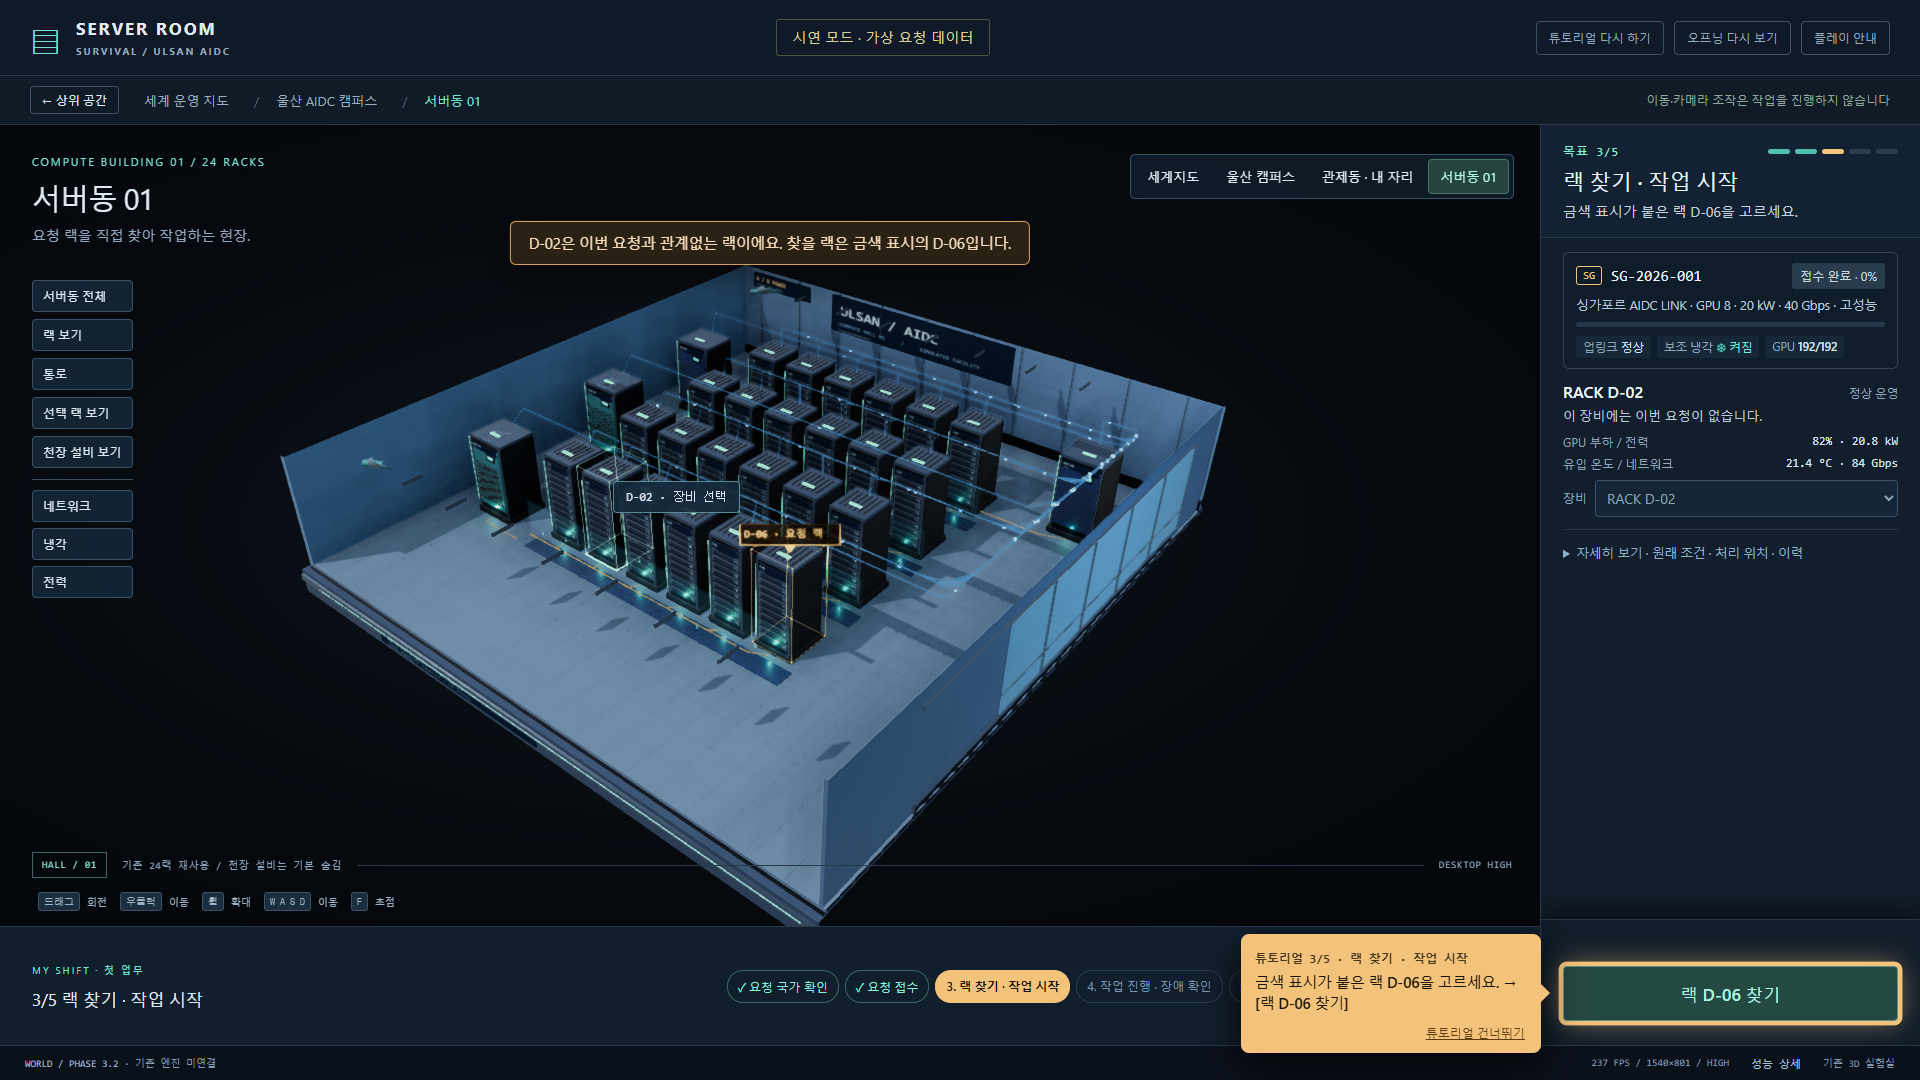 SERVER ROOM
SURVIVAL / ULSAN AIDC
시연 모드 · 가상 요청 데이터
튜토리얼 다시 하기
오프닝 다시 보기
플레이 안내
← 상위 공간
세계 운영 지도 / 울산 AIDC 캠퍼스 / 서버동 01
이동·카메라 조작은 작업을 진행하지 않습니다
COMPUTE BUILDING 01 / 24 RACKS
서버동 01
요청 랙을 직접 찾아 작업하는 현장.
세계지도
울산 캠퍼스
관제동 · 내 자리
서버동 01
D-02은 이번 요청과 관계없는 랙이에요. 찾을 랙은 금색 표시의 D-06입니다.
서버동 전체
랙 보기
통로
선택 랙 보기
천장 설비 보기
네트워크
냉각
전력
ULSAN / AIDC
D-02 · 장비 선택
D-06 · 요청 랙
목표 3/5
랙 찾기 · 작업 시작
금색 표시가 붙은 랙 D-06을 고르세요.
SG SG-2026-001 접수 완료 · 0%
싱가포르 AIDC LINK · GPU 8 · 20 kW · 40 Gbps · 고성능
업링크 정상
보조 냉각 ❄ 켜짐
GPU 192/192
RACK D-02 정상 운영
이 장비에는 이번 요청이 없습니다.
GPU 부하 / 전력 82% · 20.8 kW
유입 온도 / 네트워크 21.4 °C · 84 Gbps
장비 RACK D-02
▶ 자세히 보기 · 원래 조건 · 처리 위치 · 이력
HALL / 01 기존 24랙 재사용 / 천장 설비는 기본 숨김
DESKTOP HIGH
드래그 회전 우클릭 이동 휠 확대 W A S D 이동 F 초점
MY SHIFT · 첫 업무
3/5 랙 찾기 · 작업 시작
✓ 요청 국가 확인
✓ 요청 접수
3. 랙 찾기 · 작업 시작
4. 작업 진행 · 장애 확인
튜토리얼 3/5 · 랙 찾기 · 작업 시작
금색 표시가 붙은 랙 D-06을 고르세요. →
[랙 D-06 찾기]
튜토리얼 건너뛰기
랙 D-06 찾기
WORLD / PHASE 3.2 · 기존 엔진 미연결
237 FPS / 1540×801 / HIGH
성능 상세
기존 3D 실험실